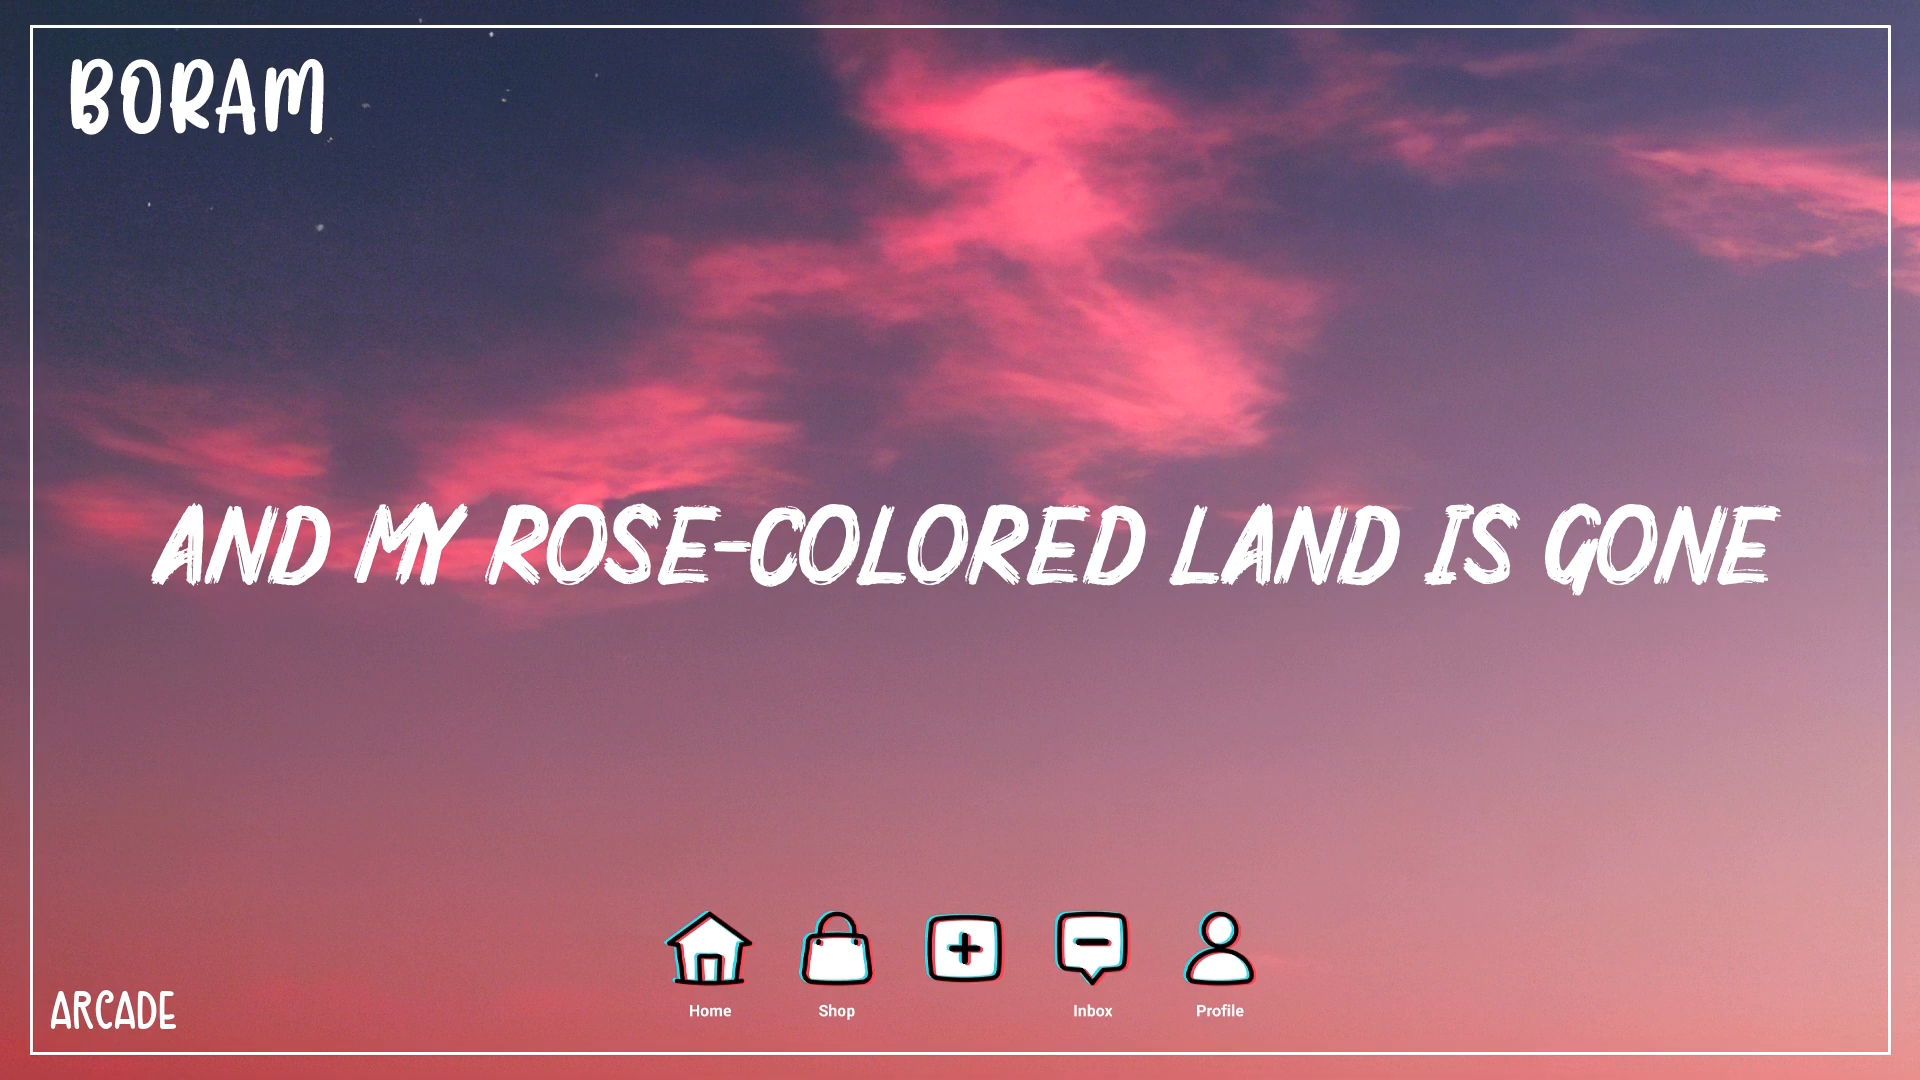 BORAM
AND MY ROSE-COLORED LAND IS GONE
Home
Shop
Inbox
Profile
ARCADE